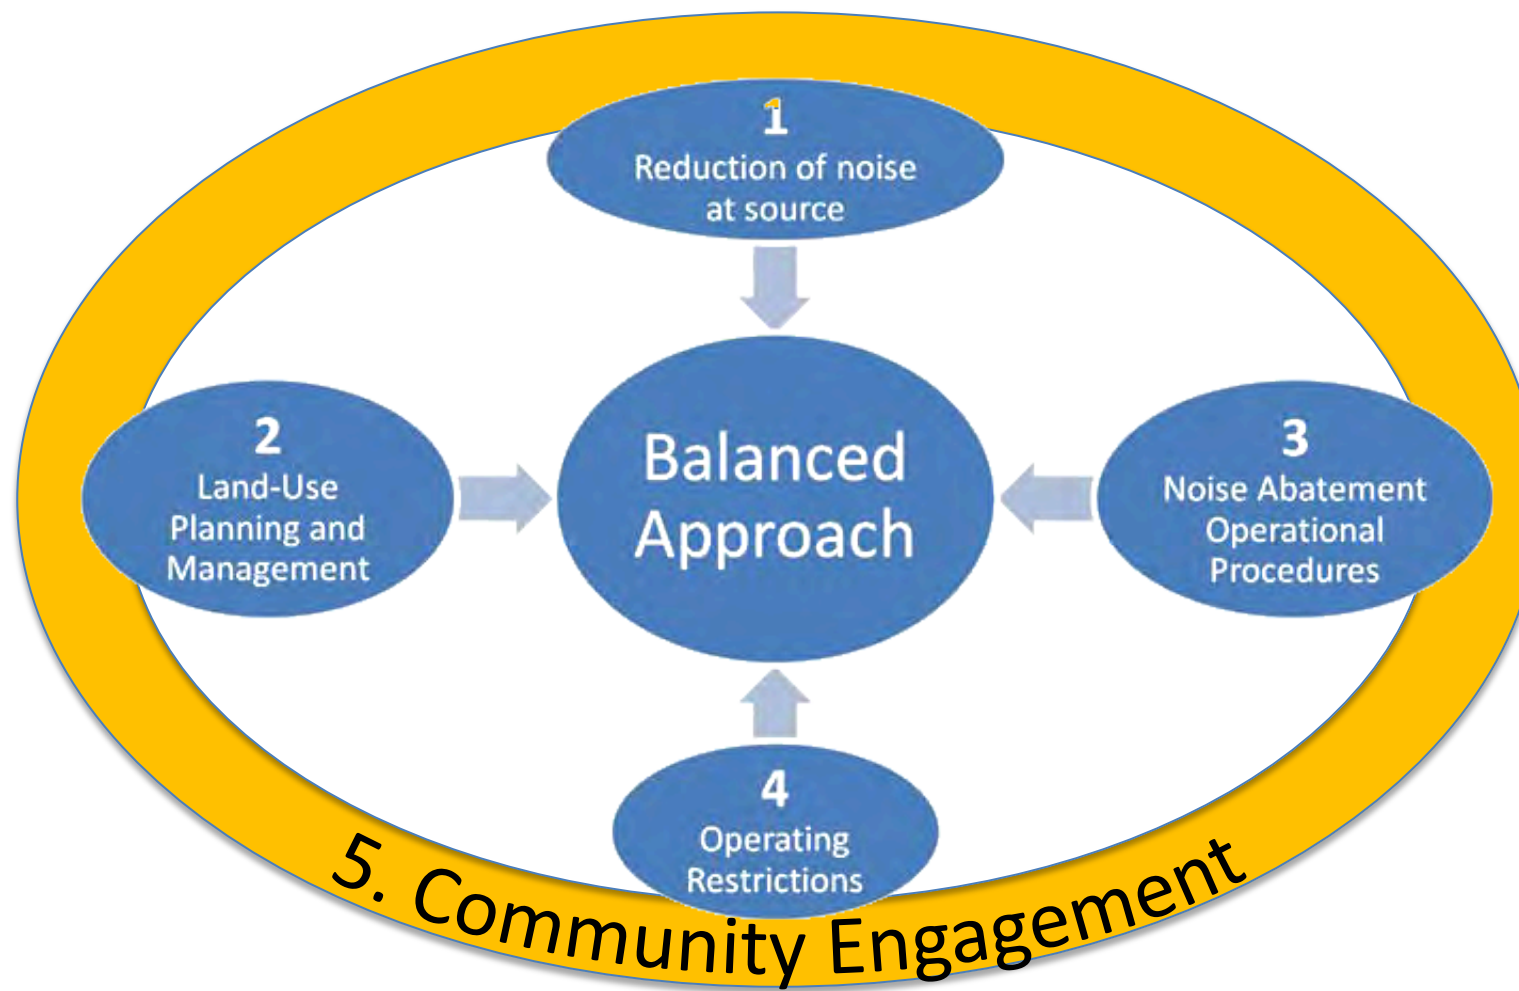 1
Reduction of noise
at source
2
Land-Use
Planning and
Management
Balanced
Approach
3
Noise Abatement
Operational
Procedures
4
Operating
Restrictions
5. Community Engagement